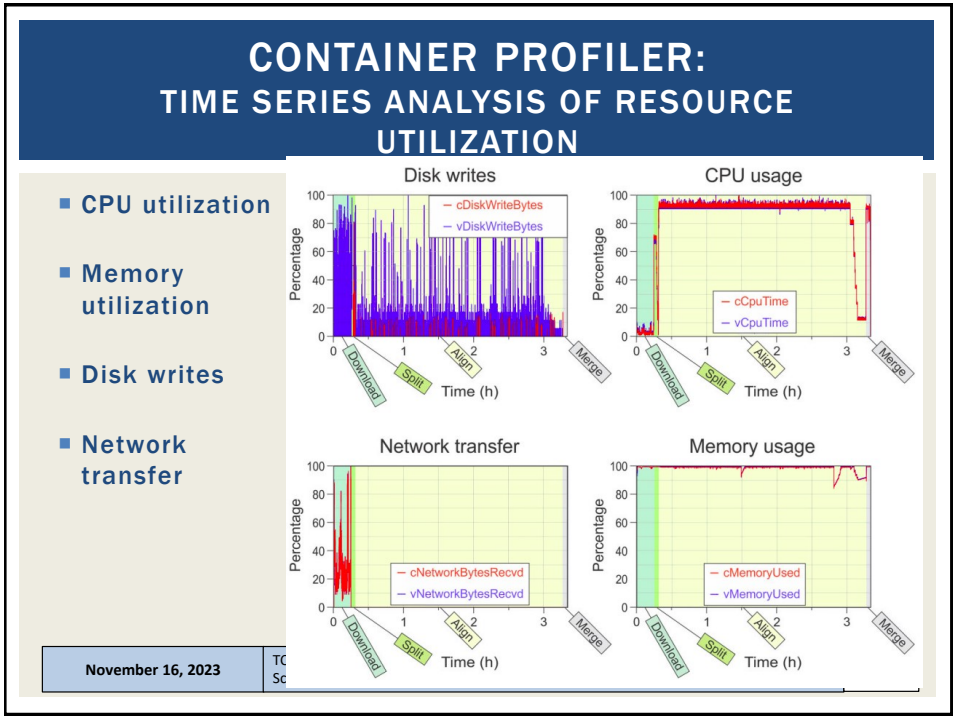 CONTAINER PROFILER:
TIME SERIES ANALYSIS OF RESOURCE
UTILIZATION
CPU utilization
Memory
utilization
Disk writes
Network
transfer
Disk writes
Percentage
100
80
60
40
20
0
cDiskWriteBytes
vDiskWriteBytes
0 1 2 3
Download
Split
Align
Merge
Time (h)
CPU usage
Percentage
100
80
60
40
20
0
cCpuTime
vCpuTime
0 1 2 3
Download
Split
Align
Merge
Time (h)
Network transfer
Percentage
100
80
60
40
20
0
cNetworkBytesRecvd
vNetworkBytesRecvd
0 1 2 3
Download
Split
Align
Merge
Time (h)
Memory usage
Percentage
100
80
60
40
20
0
cMemoryUsed
vMemoryUsed
0 1 2 3
Download
Split
Align
Merge
Time (h)
November 16, 2023